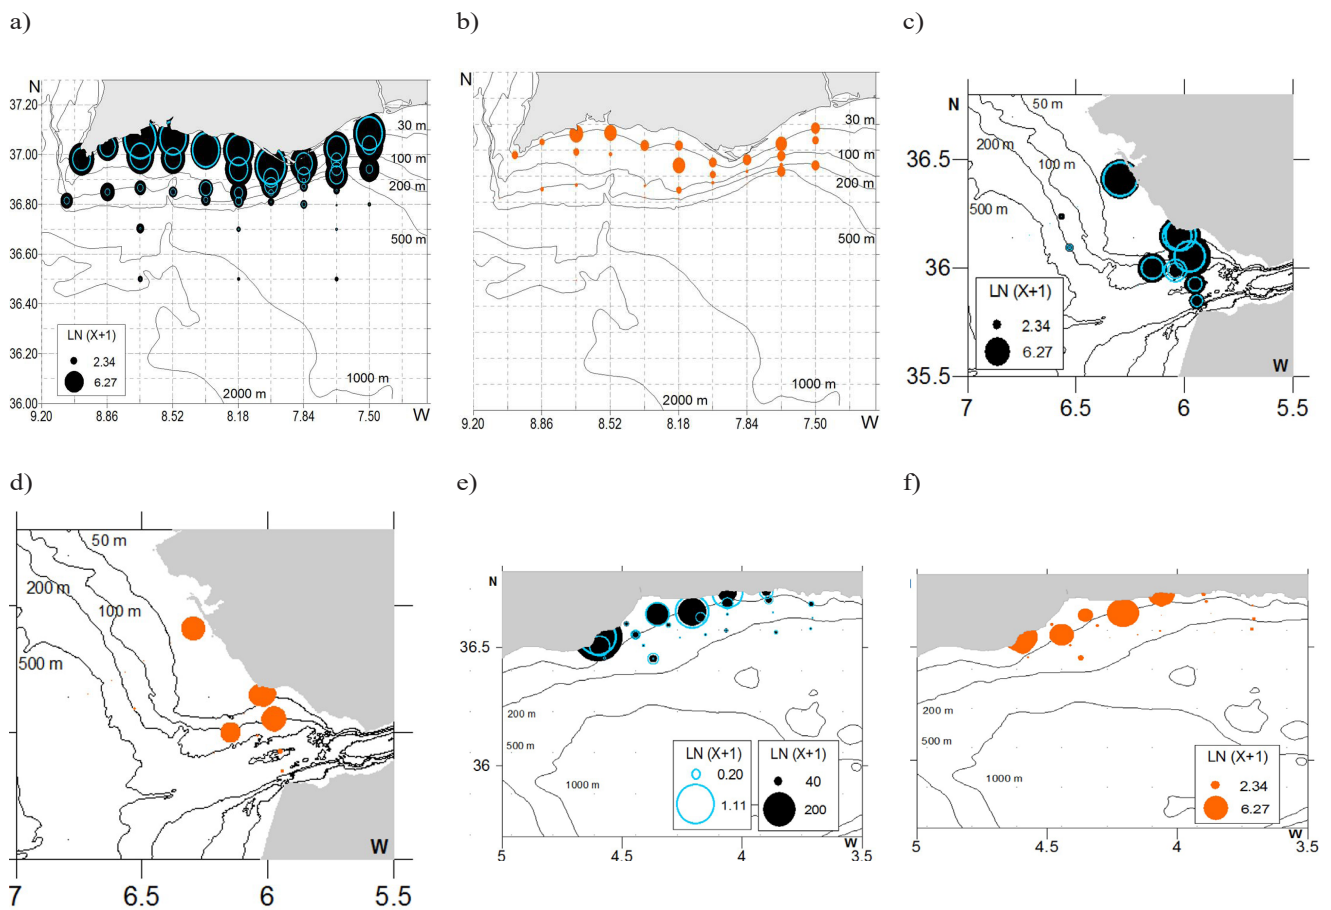 a)
b)
c)
N
37.20
37.00
36.80
36.60
36.40
36.20
36.00
30 m
100 m
200 m
500 m
1000 m
2000 m
LN (X+1)
2.34
6.27
9.20
8.86
8.52
8.18
7.84
7.50
W
N
30 m
100 m
200 m
500 m
1000 m
2000 m
9.20
8.86
8.52
8.18
7.84
7.50
W
N
50 m
200 m
100 m
500 m
36.5
36
35.5
LN (X+1)
2.34
6.27
W
7
6.5
6
5.5
d)
e)
f)
50 m
200 m
100 m
500 m
W
7
6.5
6
5.5
N
36.5
36
200 m
500 m
1000 m
LN (X+1)
0.20
1.11
LN (X+1)
40
200
W
5
4.5
4
3.5
N
200 m
500 m
1000 m
LN (X+1)
2.34
6.27
W
5
4.5
4
3.5